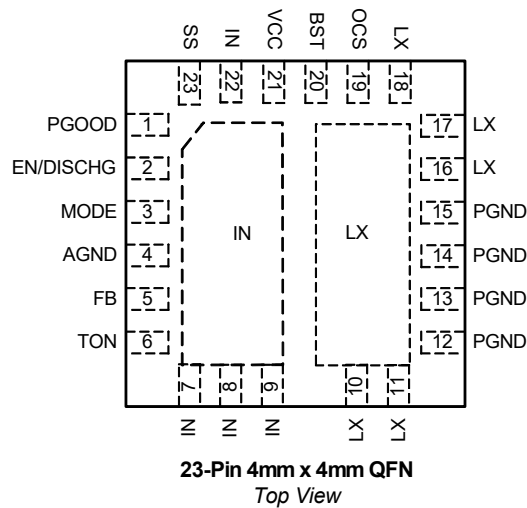 SS IN VCC BST OCS LX
23 22 21 20 19 18
PGOOD 1 17 LX
EN/DISCHG 2 16 LX
MODE 3 15 PGND
IN LX
AGND 4 14 PGND
FB 5 13 PGND
TON 6 12 PGND
7 8 9 10 11
IN IN IN LX LX
23-Pin 4mm x 4mm QFN
Top View